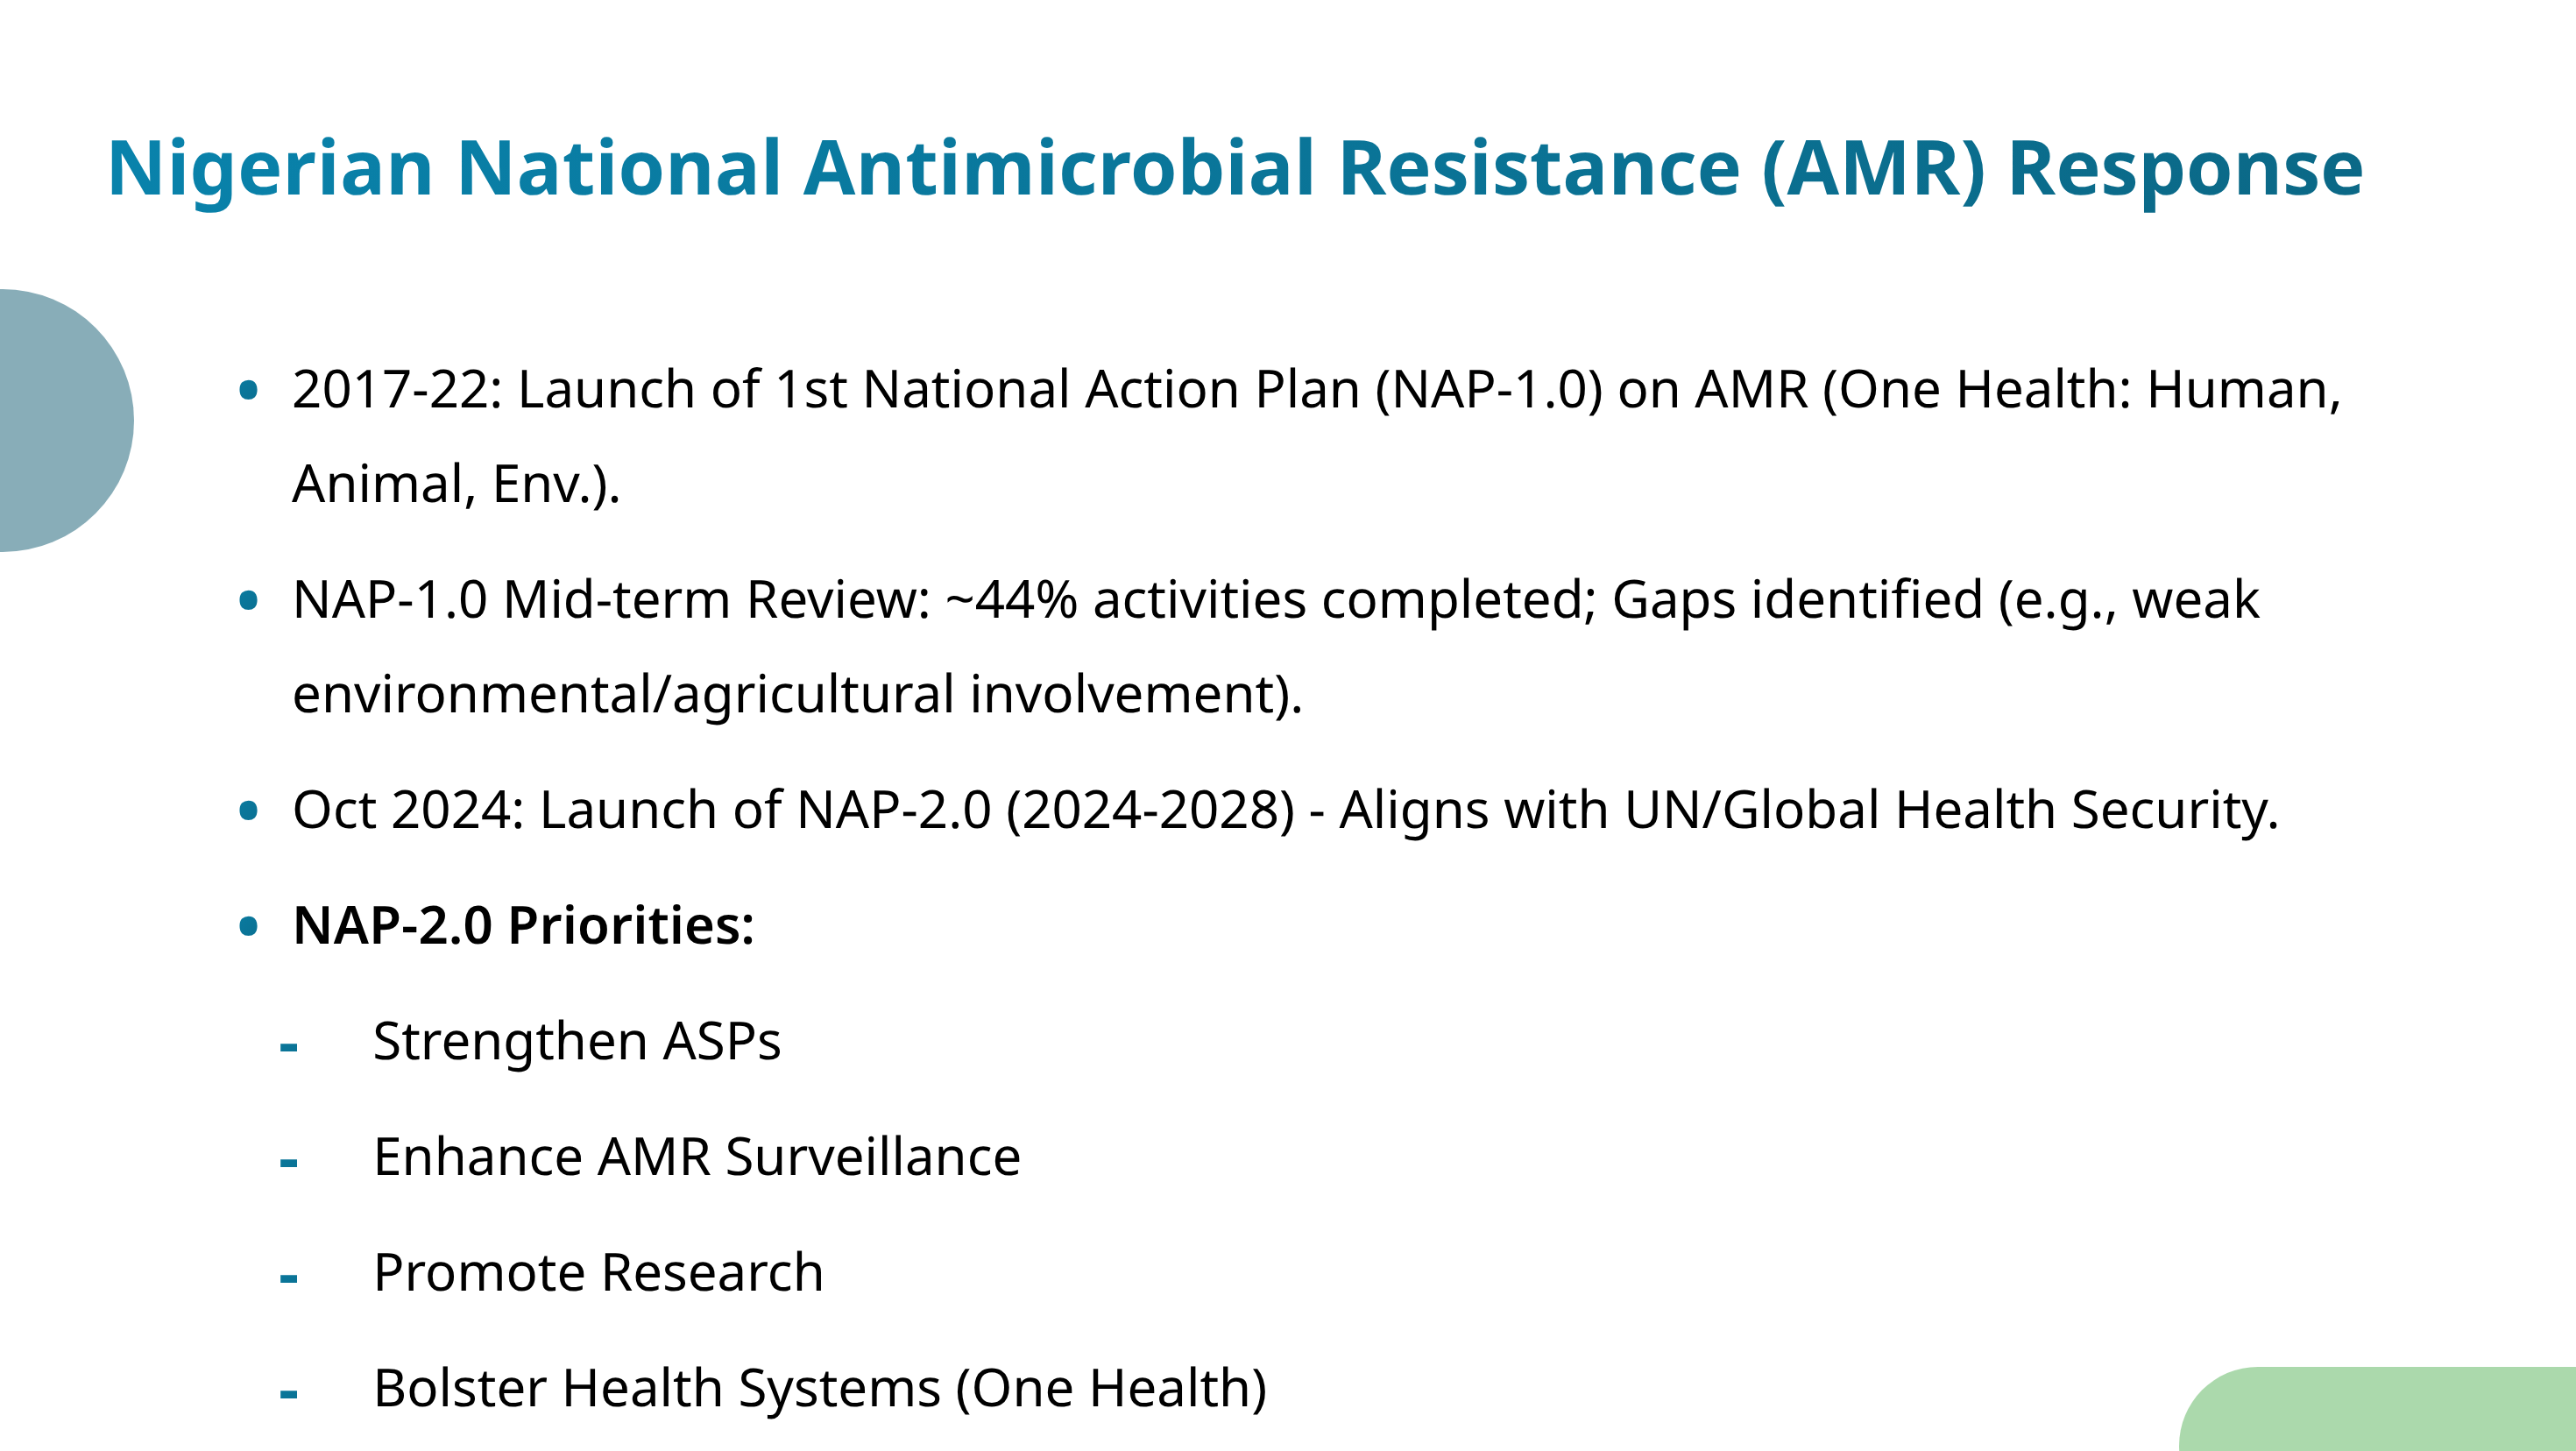 Nigerian National Antimicrobial Resistance (AMR) Response
• 2017-22: Launch of 1st National Action Plan (NAP-1.0) on AMR (One Health: Human,
Animal, Env.).
• NAP-1.0 Mid-term Review: ~44% activities completed; Gaps identified (e.g., weak
environmental/agricultural involvement).
• Oct 2024: Launch of NAP-2.0 (2024-2028) - Aligns with UN/Global Health Security.
• NAP-2.0 Priorities:
- Strengthen ASPs
- Enhance AMR Surveillance
- Promote Research
- Bolster Health Systems (One Health)